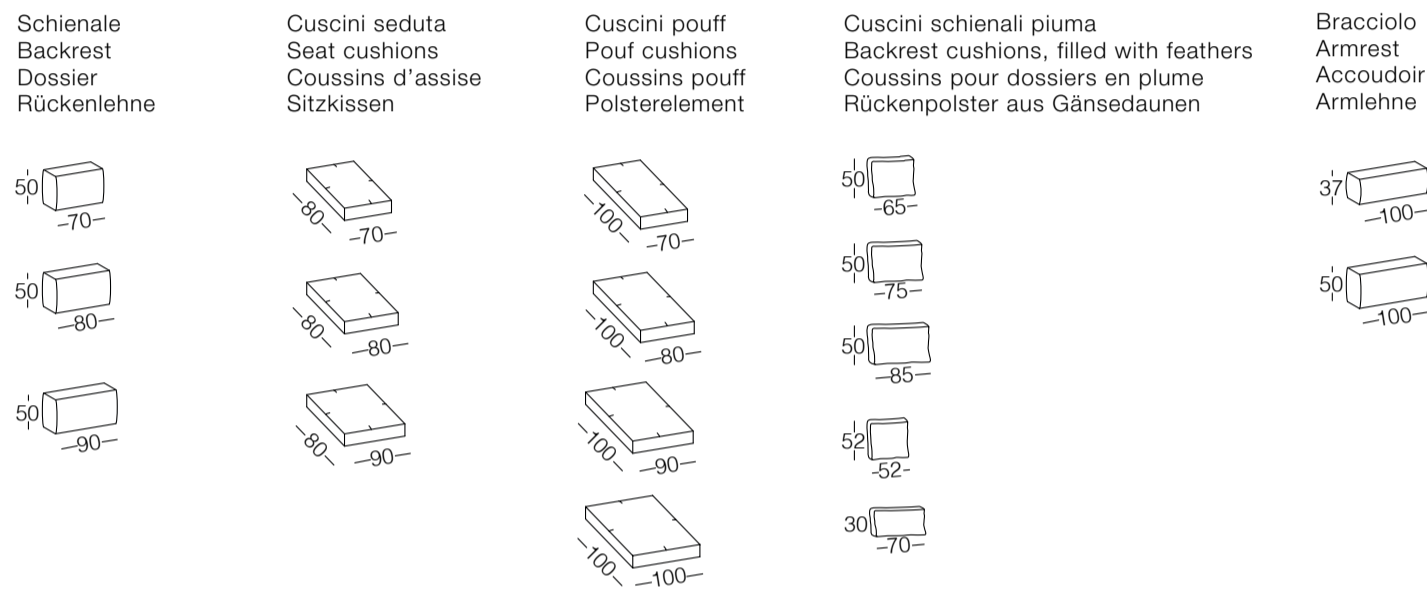 Schienale
Backrest
Dossier
Rückenlehne
50
70
50
80
50
90
Cuscini seduta
Seat cushions
Coussins d'assise
Sitzkissen
80
70
80
80
80
90
Cuscini pouff
Pouf cushions
Coussins pouff
Polsterelement
100
70
100
80
100
90
100
100
Cuscini schienali piuma
Backrest cushions, filled with feathers
Coussins pour dossiers en plume
Rückenpolster aus Gänsedaunen
50
65
50
75
50
85
52
52
30
70
Bracciolo
Armrest
Accoudoir
Armlehne
37
100
50
100